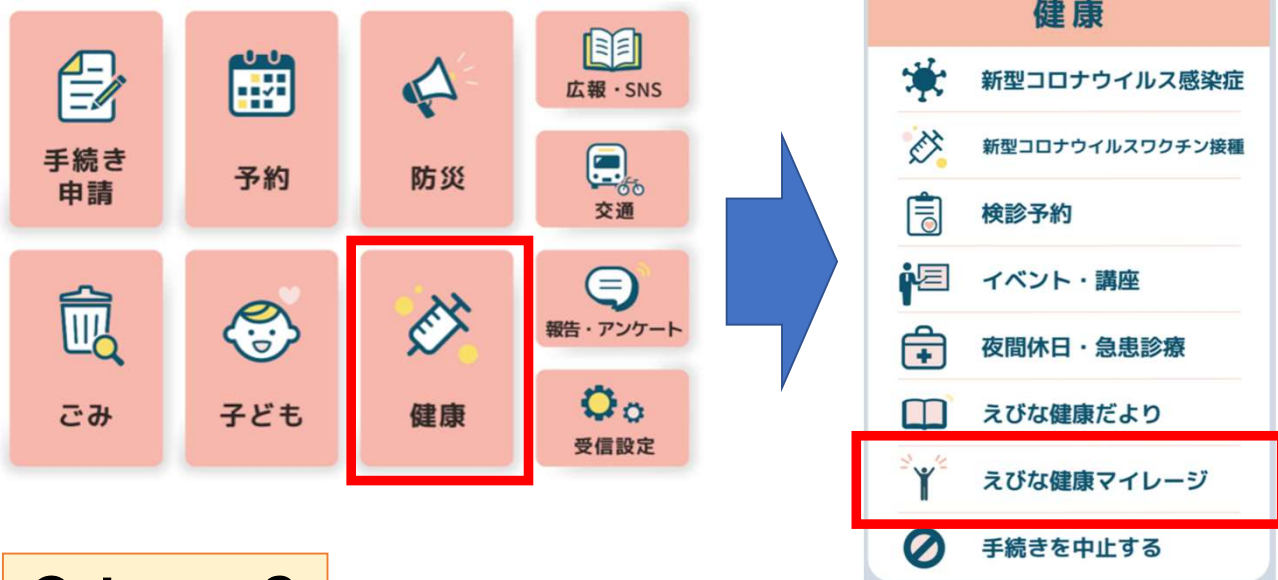 手続き
申請
予約
防災
広報・SNS
交通
ごみ
子ども
健康
報告・アンケート
受信設定
健康
新型コロナウイルス感染症
新型コロナウイルスワクチン接種
検診予約
イベント・講座
夜間休日・急患診療
えびな健康だより
えびな健康マイレージ
手続きを中止する